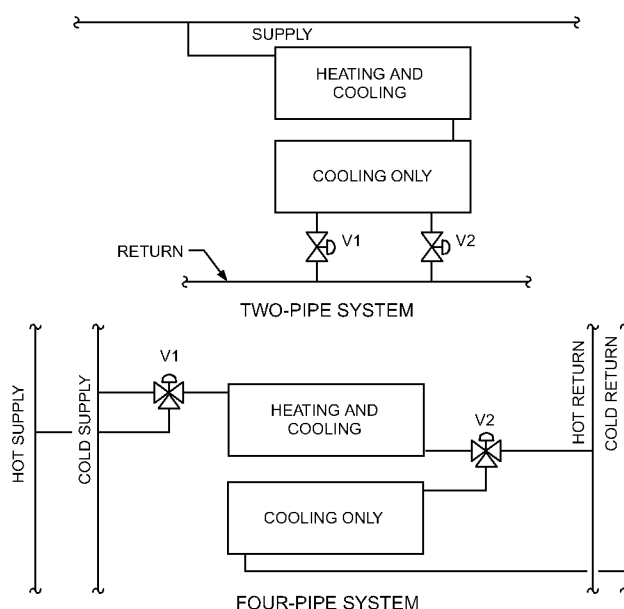 SUPPLY
HEATING AND
COOLING
COOLING ONLY
V1
V2
RETURN
TWO-PIPE SYSTEM
HOT SUPPLY
COLD SUPPLY
V1
HEATING AND
COOLING
V2
HOT RETURN
COLD RETURN
COOLING ONLY
FOUR-PIPE SYSTEM